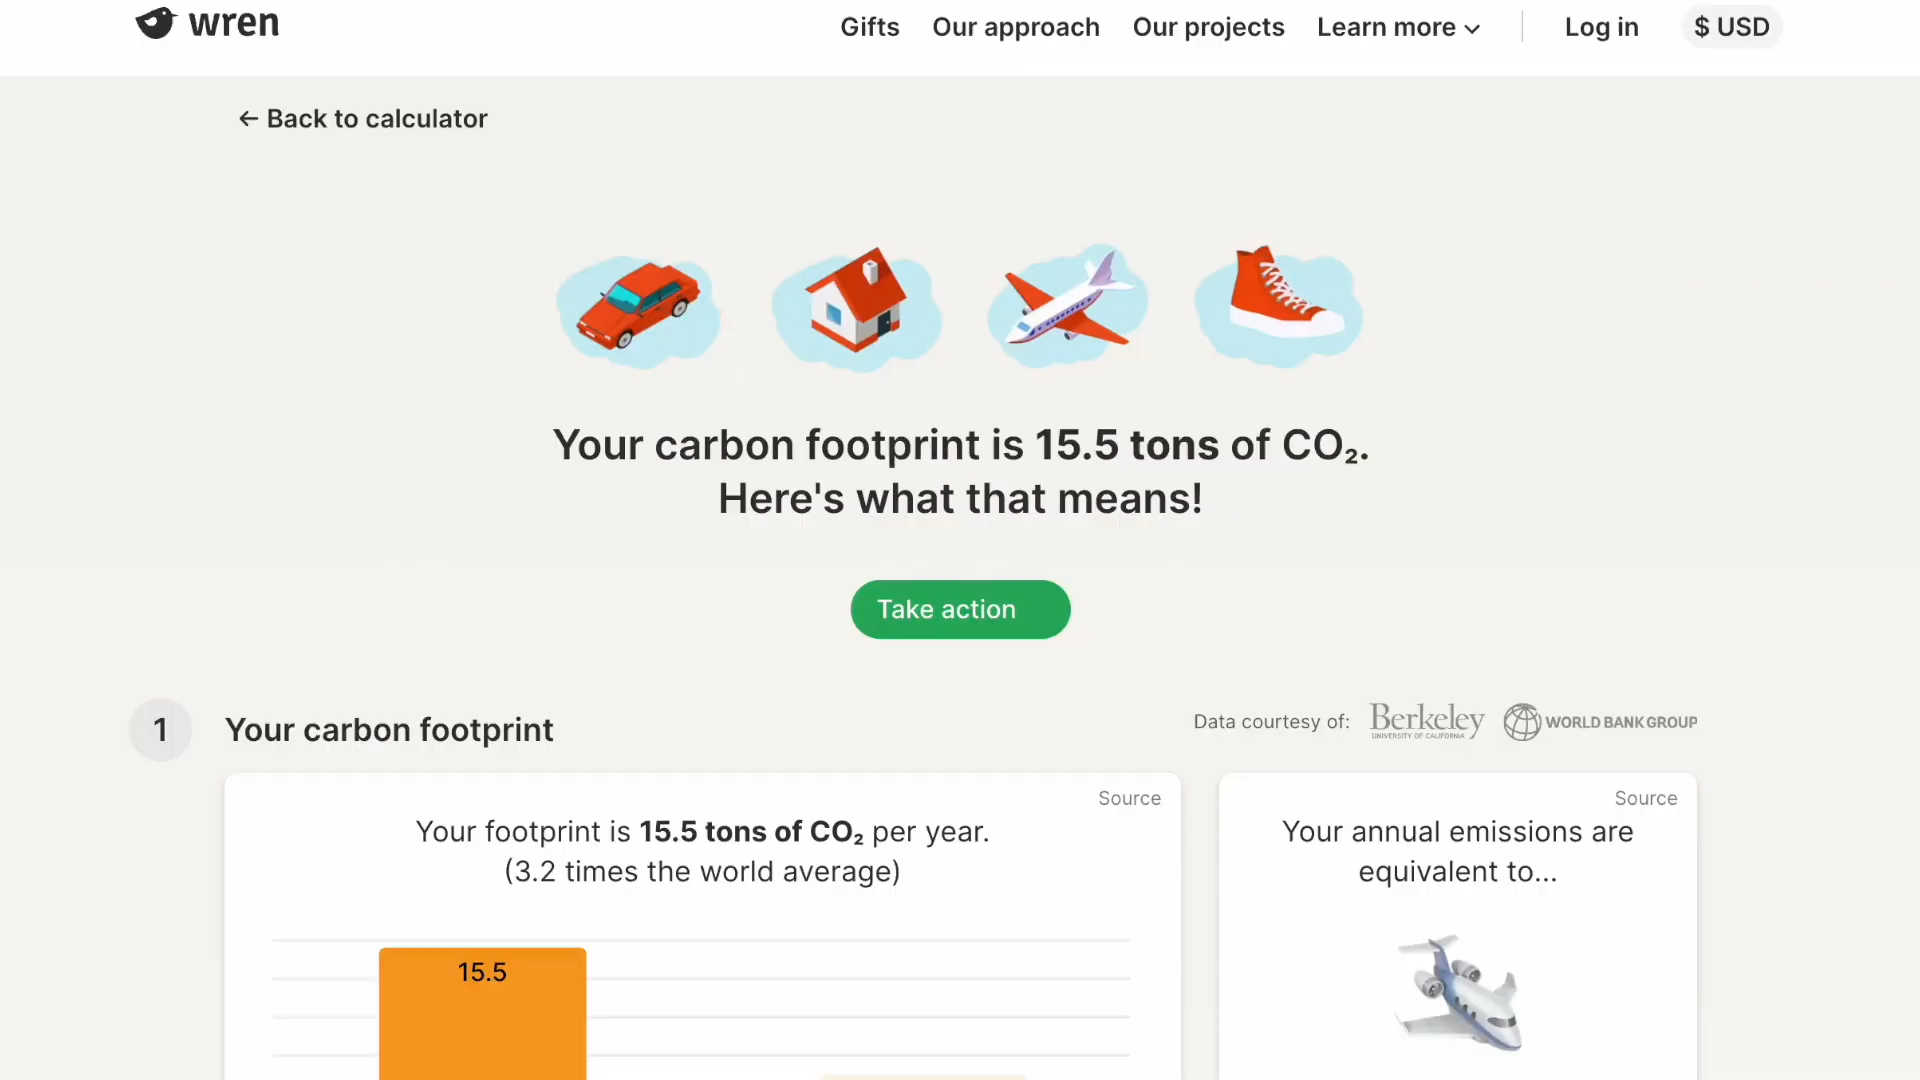 wren
Gifts
Our approach
Our projects
Learn more
Log in
$ USD
← Back to calculator
Your carbon footprint is 15.5 tons of CO₂.
Here's what that means!
Take action
1
Your carbon footprint
Data courtesy of:
Berkeley
UNIVERSITY OF CALIFORNIA
WORLD BANK GROUP
Source
Your footprint is 15.5 tons of CO₂ per year.
(3.2 times the world average)
15.5
Source
Your annual emissions are
equivalent to...